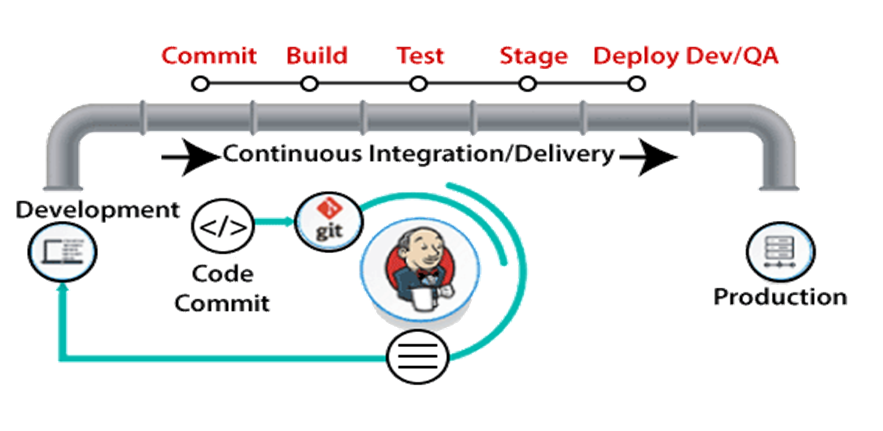 Commit Build Test Stage Deploy Dev/QA
Continuous Integration/Delivery
Development
</>
git
Code
Commit
Production